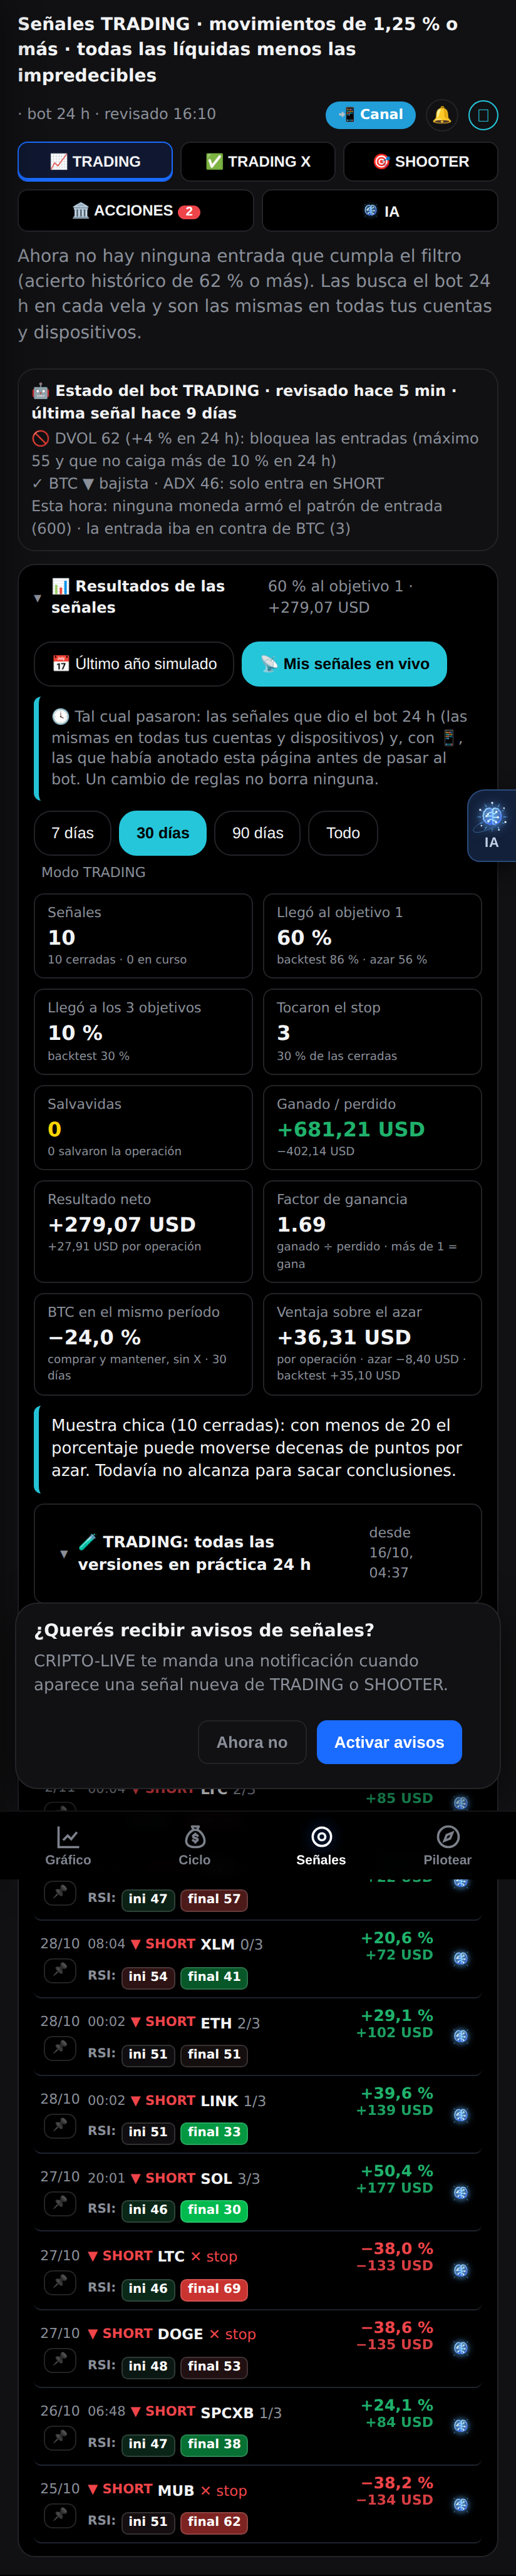 Señales TRADING · movimientos de 1,25 % o
más · todas las líquidas menos las
impredecibles
· bot 24 h · revisado 16:10
Canal
TRADING
TRADING X
SHOOTER
ACCIONES 2
IA
Ahora no hay ninguna entrada que cumpla el filtro
(acierto histórico de 62 % o más). Las busca el bot 24
h en cada vela y son las mismas en todas tus cuentas
y dispositivos.
Estado del bot TRADING · revisado hace 5 min ·
última señal hace 9 días
DVOL 62 (+4 % en 24 h): bloquea las entradas (máximo
55 y que no caiga más de 10 % en 24 h)
✓ BTC ▼ bajista · ADX 46: solo entra en SHORT
Esta hora: ninguna moneda armó el patrón de entrada
(600) · la entrada iba en contra de BTC (3)
▼ Resultados de las
señales
60 % al objetivo 1 ·
+279,07 USD
Último año simulado
Mis señales en vivo
Tal cual pasaron: las señales que dio el bot 24 h (las
mismas en todas tus cuentas y dispositivos) y, con 📱,
las que había anotado esta página antes de pasar al
bot. Un cambio de reglas no borra ninguna.
IA
7 días
30 días
90 días
Todo
Modo TRADING
Señales
10
10 cerradas · 0 en curso
Llegó al objetivo 1
60 %
backtest 86 % · azar 56 %
Llegó a los 3 objetivos
10 %
backtest 30 %
Tocaron el stop
3
30 % de las cerradas
Salvavidas
0
0 salvaron la operación
Ganado / perdido
+681,21 USD
−402,14 USD
Resultado neto
+279,07 USD
+27,91 USD por operación
Factor de ganancia
1.69
ganado ÷ perdido · más de 1 =
gana
BTC en el mismo período
−24,0 %
comprar y mantener, sin X · 30
días
Ventaja sobre el azar
+36,31 USD
por operación · azar −8,40 USD ·
backtest +35,10 USD
Muestra chica (10 cerradas): con menos de 20 el
porcentaje puede moverse decenas de puntos por
azar. Todavía no alcanza para sacar conclusiones.
▼ TRADING: todas las
versiones en práctica 24 h
desde
16/10,
04:37
¿Querés recibir avisos de señales?
CRIPTO-LIVE te manda una notificación cuando
aparece una señal nueva de TRADING o SHOOTER.
Ahora no
Activar avisos
+85 USD
Gráfico
Ciclo
Señales
Pilotear
RSI: ini 47 final 57
28/10 08:04 ▼ SHORT XLM 0/3 +20,6 %
+72 USD
RSI: ini 54 final 41
28/10 00:02 ▼ SHORT ETH 2/3 +29,1 %
+102 USD
RSI: ini 51 final 51
28/10 00:02 ▼ SHORT LINK 1/3 +39,6 %
+139 USD
RSI: ini 51 final 33
27/10 20:01 ▼ SHORT SOL 3/3 +50,4 %
+177 USD
RSI: ini 46 final 30
27/10 ▼ SHORT LTC ✕ stop −38,0 %
−133 USD
RSI: ini 46 final 69
27/10 ▼ SHORT DOGE ✕ stop −38,6 %
−135 USD
RSI: ini 48 final 53
26/10 06:48 ▼ SHORT SPCXB 1/3 +24,1 %
+84 USD
RSI: ini 47 final 38
25/10 ▼ SHORT MUB ✕ stop −38,2 %
−134 USD
RSI: ini 51 final 62